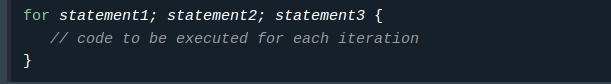 for statement1; statement2; statement3 {
   // code to be executed for each iteration
}